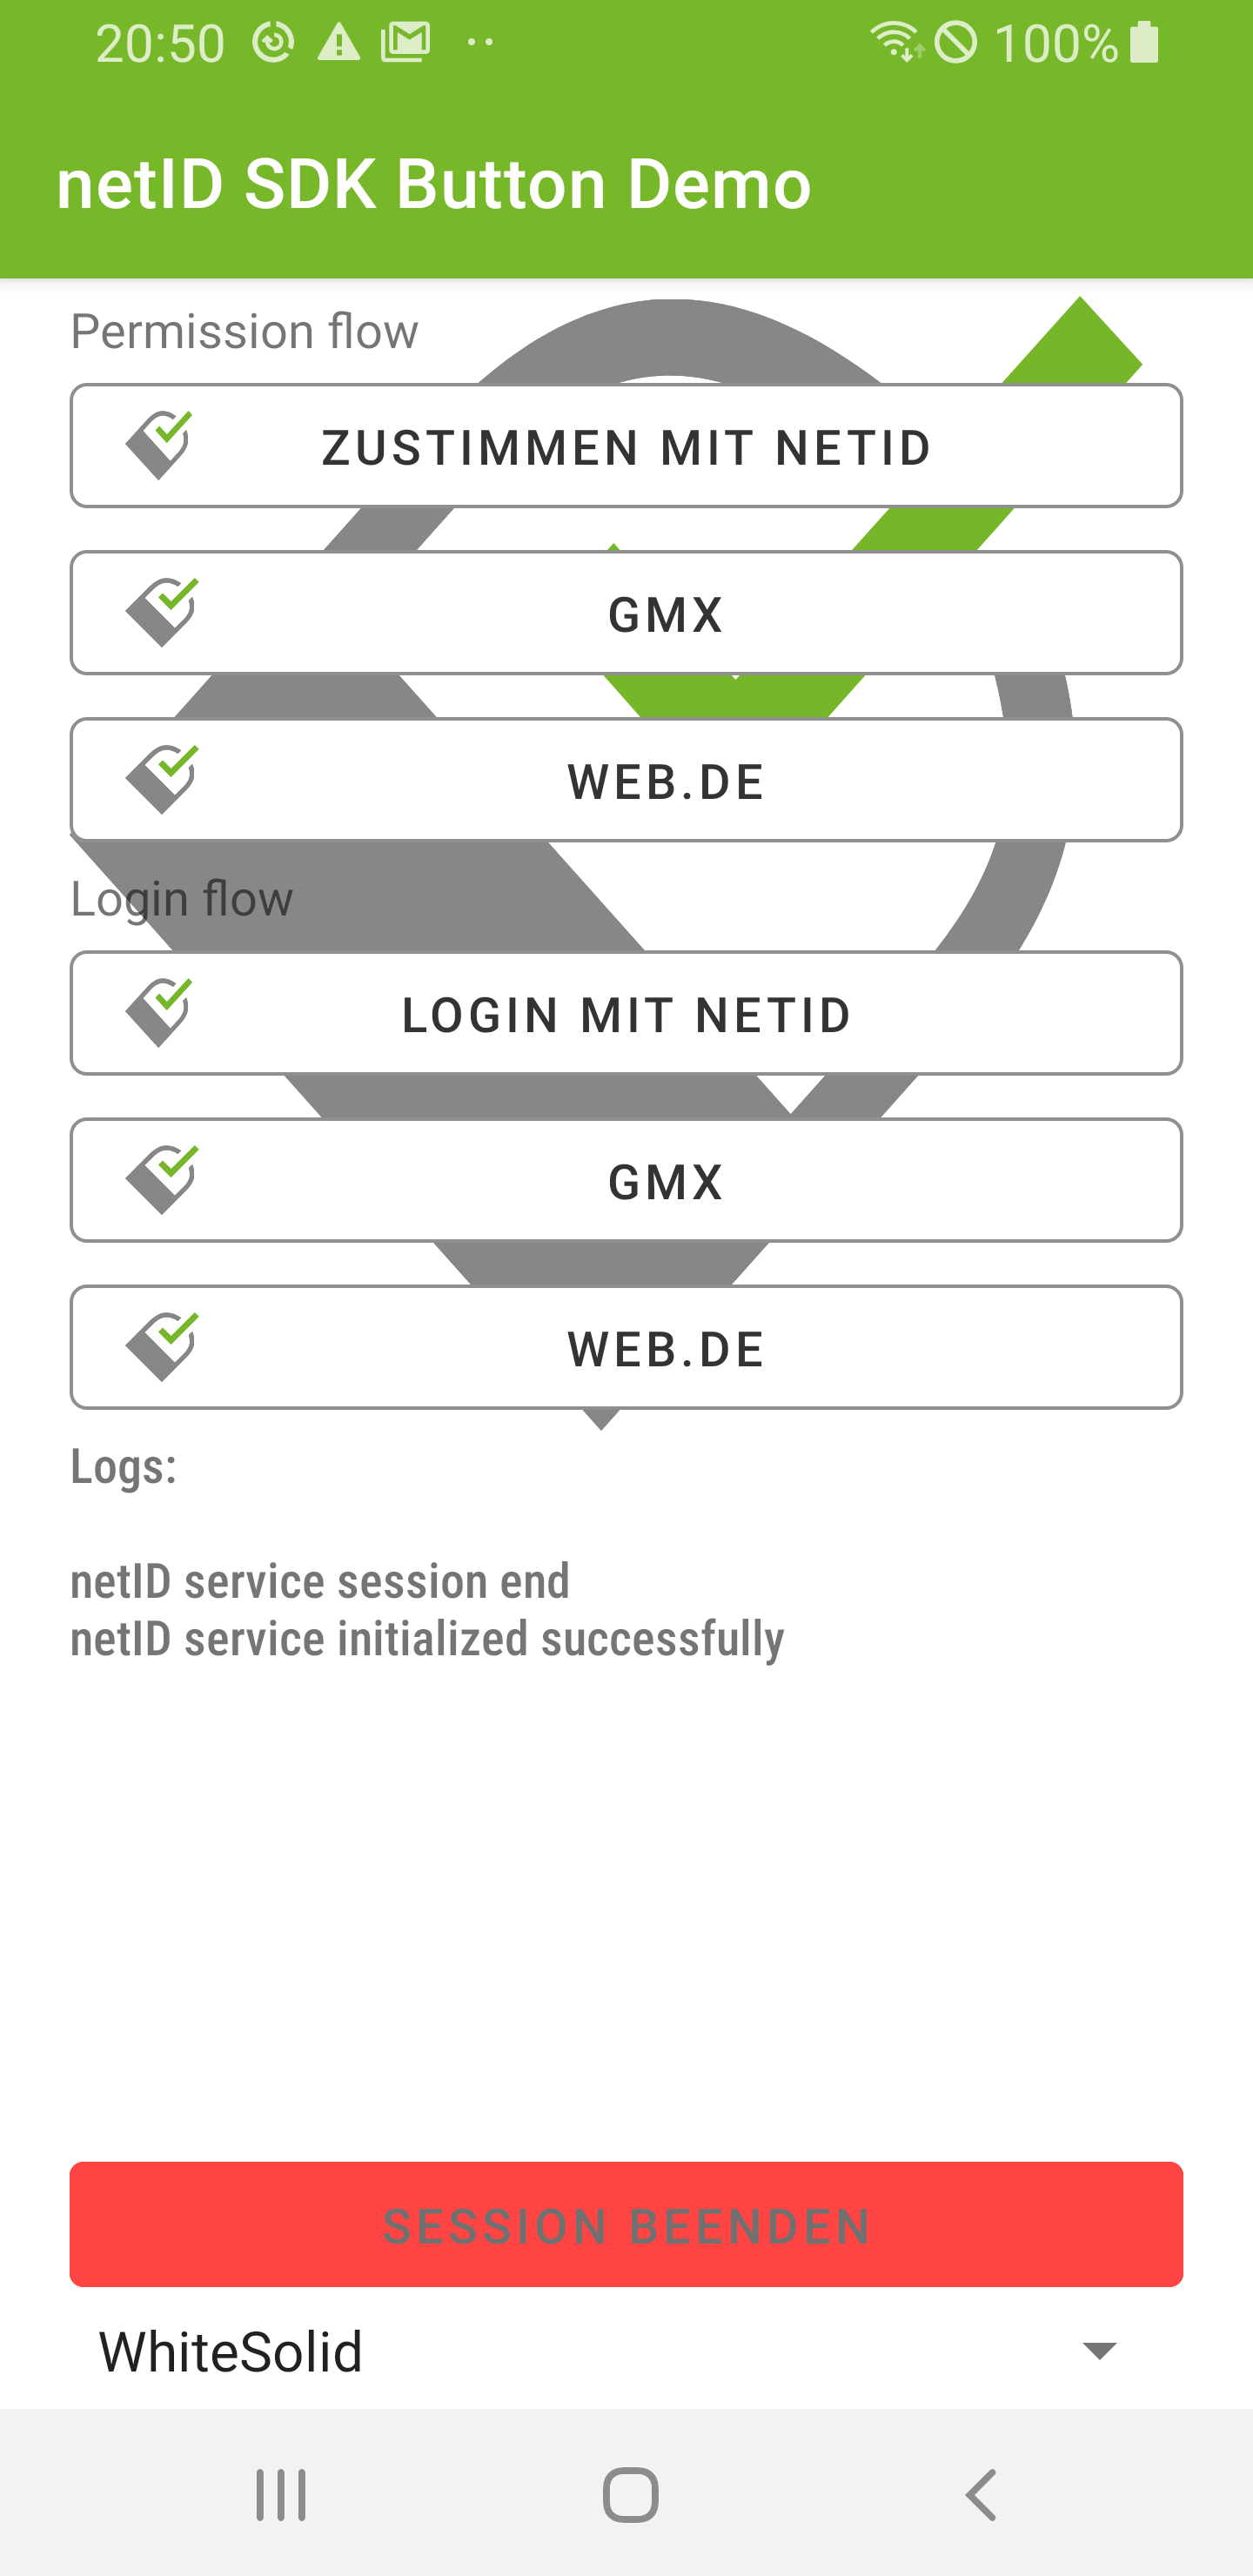 20:50
100%
netID SDK Button Demo
Permission flow
ZUSTIMMEN MIT NETID
GMX
WEB.DE
Login flow
LOGIN MIT NETID
GMX
WEB.DE
Logs:
netID service session end
netID service initialized successfully
SESSION BEENDEN
WhiteSolid